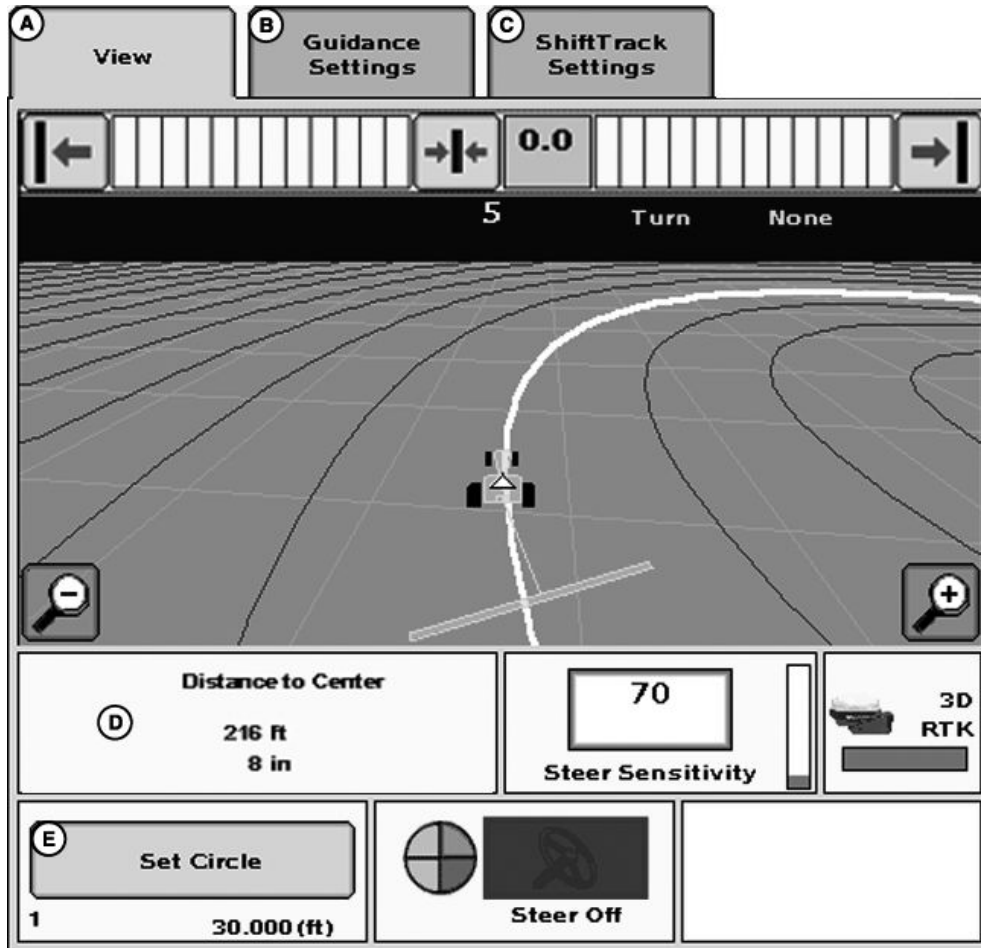 A
View
B
Guidance
Settings
C
ShiftTrack
Settings
0.0
5 Turn None
Distance to Center
D
216 ft
8 in
70
Steer Sensitivity
3D
RTK
E
Set Circle
1 30.000 (ft)
Steer Off